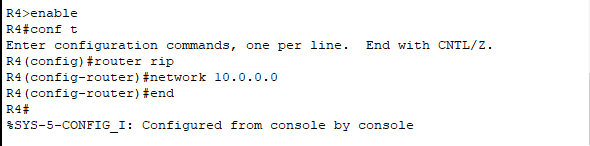 R4>enable
R4#conf t
Enter configuration commands, one per line.  End with CNTL/Z.
R4(config)#router rip
R4(config-router)#network 10.0.0.0
R4(config-router)#end
R4#
%SYS-5-CONFIG_I: Configured from console by console